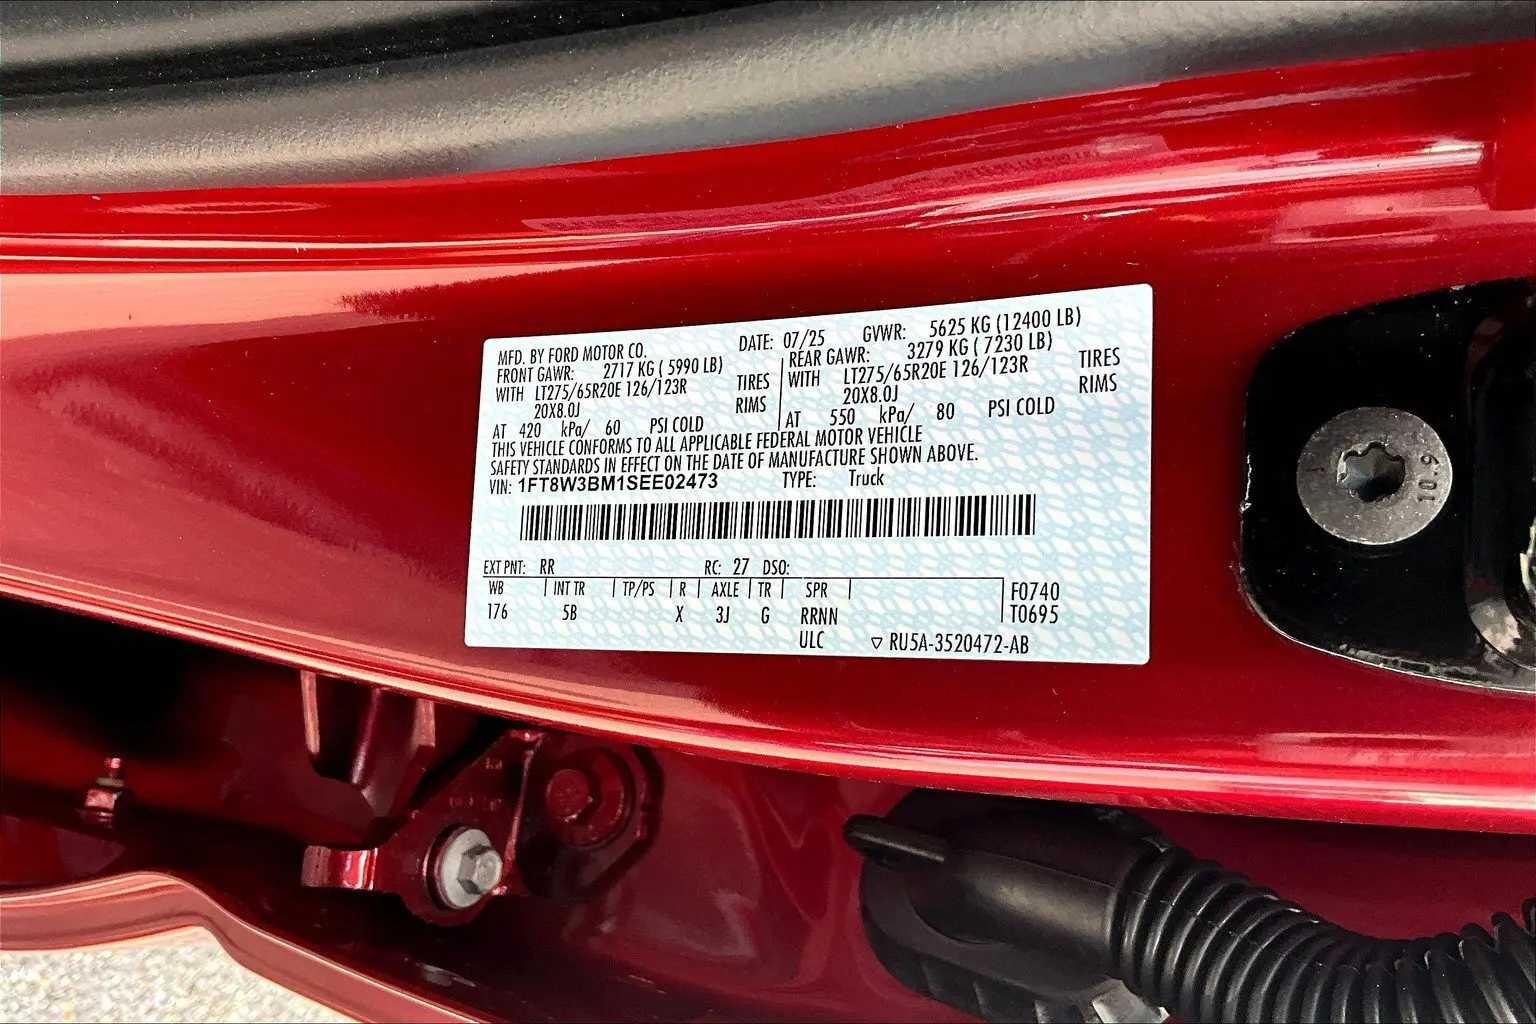 MFD. BY FORD MOTOR CO. DATE: 07/25 GVWR: 5625 KG (12400 LB)
FRONT GAWR: 2717 KG ( 5990 LB) REAR GAWR: 3279 KG ( 7230 LB)
WITH LT275/65R20E 126/123R TIRES WITH LT275/65R20E 126/123R TIRES
20X8.0J RIMS 20X8.0J RIMS
AT 420 kPa/ 60 PSI COLD AT 550 kPa/ 80 PSI COLD
THIS VEHICLE CONFORMS TO ALL APPLICABLE FEDERAL MOTOR VEHICLE
SAFETY STANDARDS IN EFFECT ON THE DATE OF MANUFACTURE SHOWN ABOVE.
VIN: 1FT8W3BM1SEE02473 TYPE: Truck
EXT PNT: RR RC: 27 DSO:
WB INT TR TP/PS R AXLE TR SPR F0740
176 5B X 3J G RRNN T0695
ULC ▽ RU5A-3520472-AB
10.9